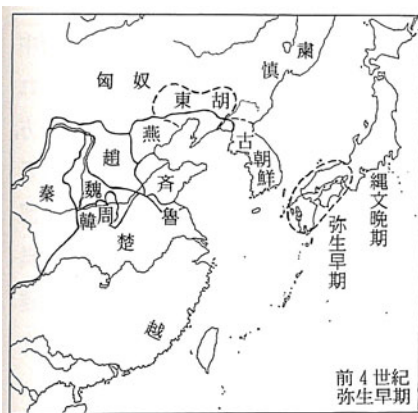 粛慎
匈奴
東胡
燕
古朝鮮
趙
斉
秦
魏
魯
韓
周
楚
越
縄文晩期
弥生早期
前4世紀
弥生早期